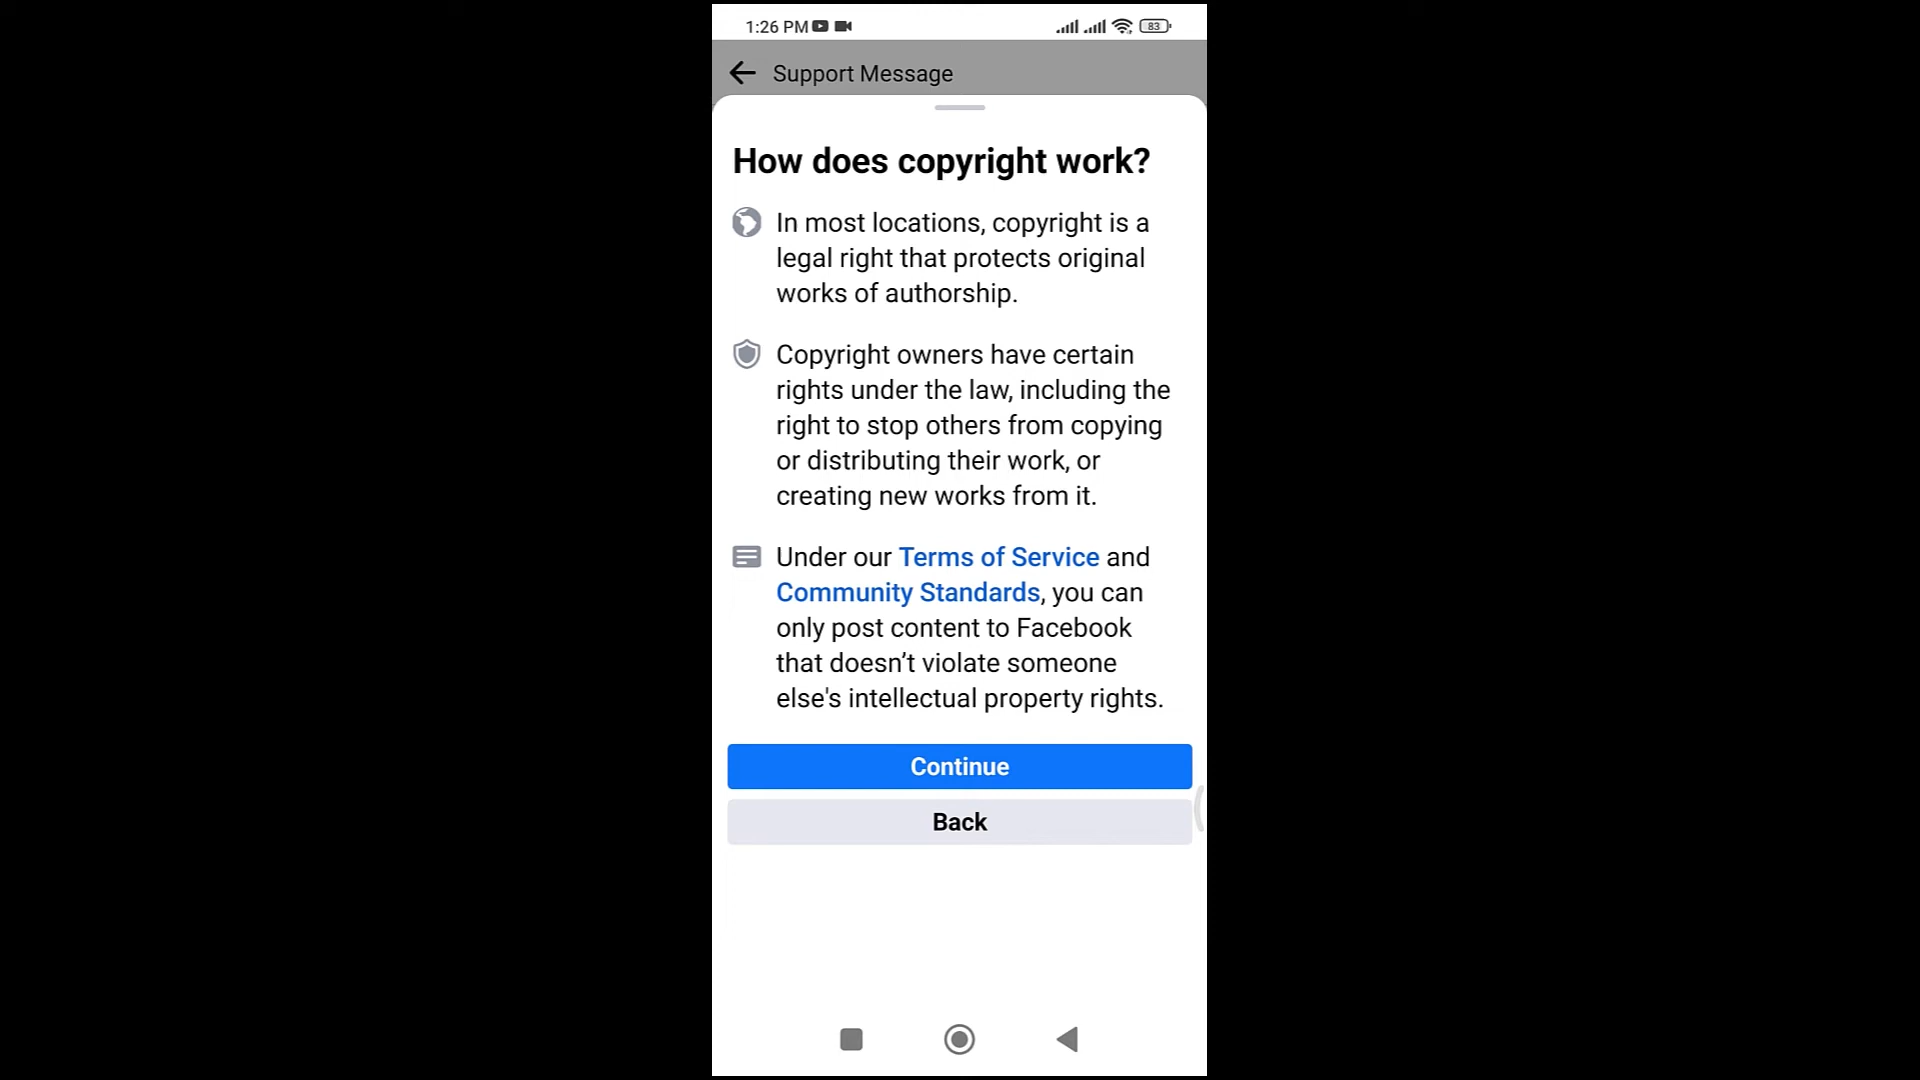 1:26 PM
83
Support Message
How does copyright work?
In most locations, copyright is a
legal right that protects original
works of authorship.
Copyright owners have certain
rights under the law, including the
right to stop others from copying
or distributing their work, or
creating new works from it.
Under our Terms of Service and
Community Standards, you can
only post content to Facebook
that doesn’t violate someone
else's intellectual property rights.
Continue
Back